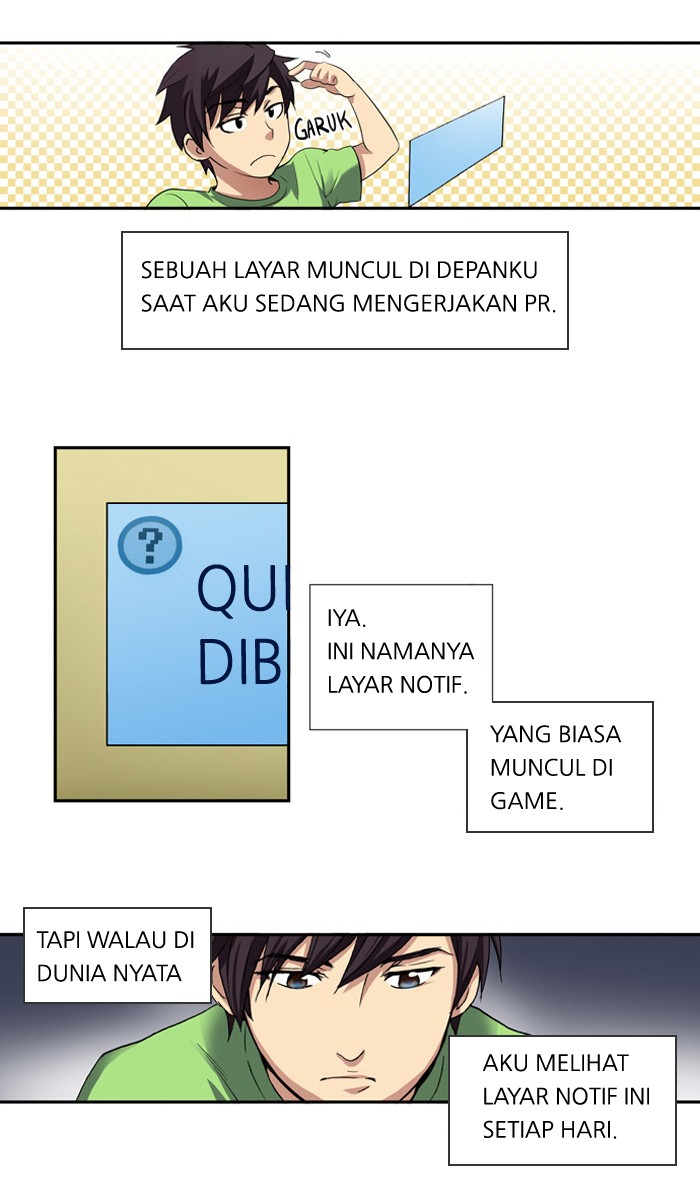 GARUK
SEBUAH LAYAR MUNCUL DI DEPANKU
SAAT AKU SEDANG MENGERJAKAN PR.
?
QUI
DIB
IYA.
INI NAMANYA
LAYAR NOTIF.
YANG BIASA
MUNCUL DI
GAME.
TAPI WALAU DI
DUNIA NYATA
AKU MELIHAT
LAYAR NOTIF INI
SETIAP HARI.